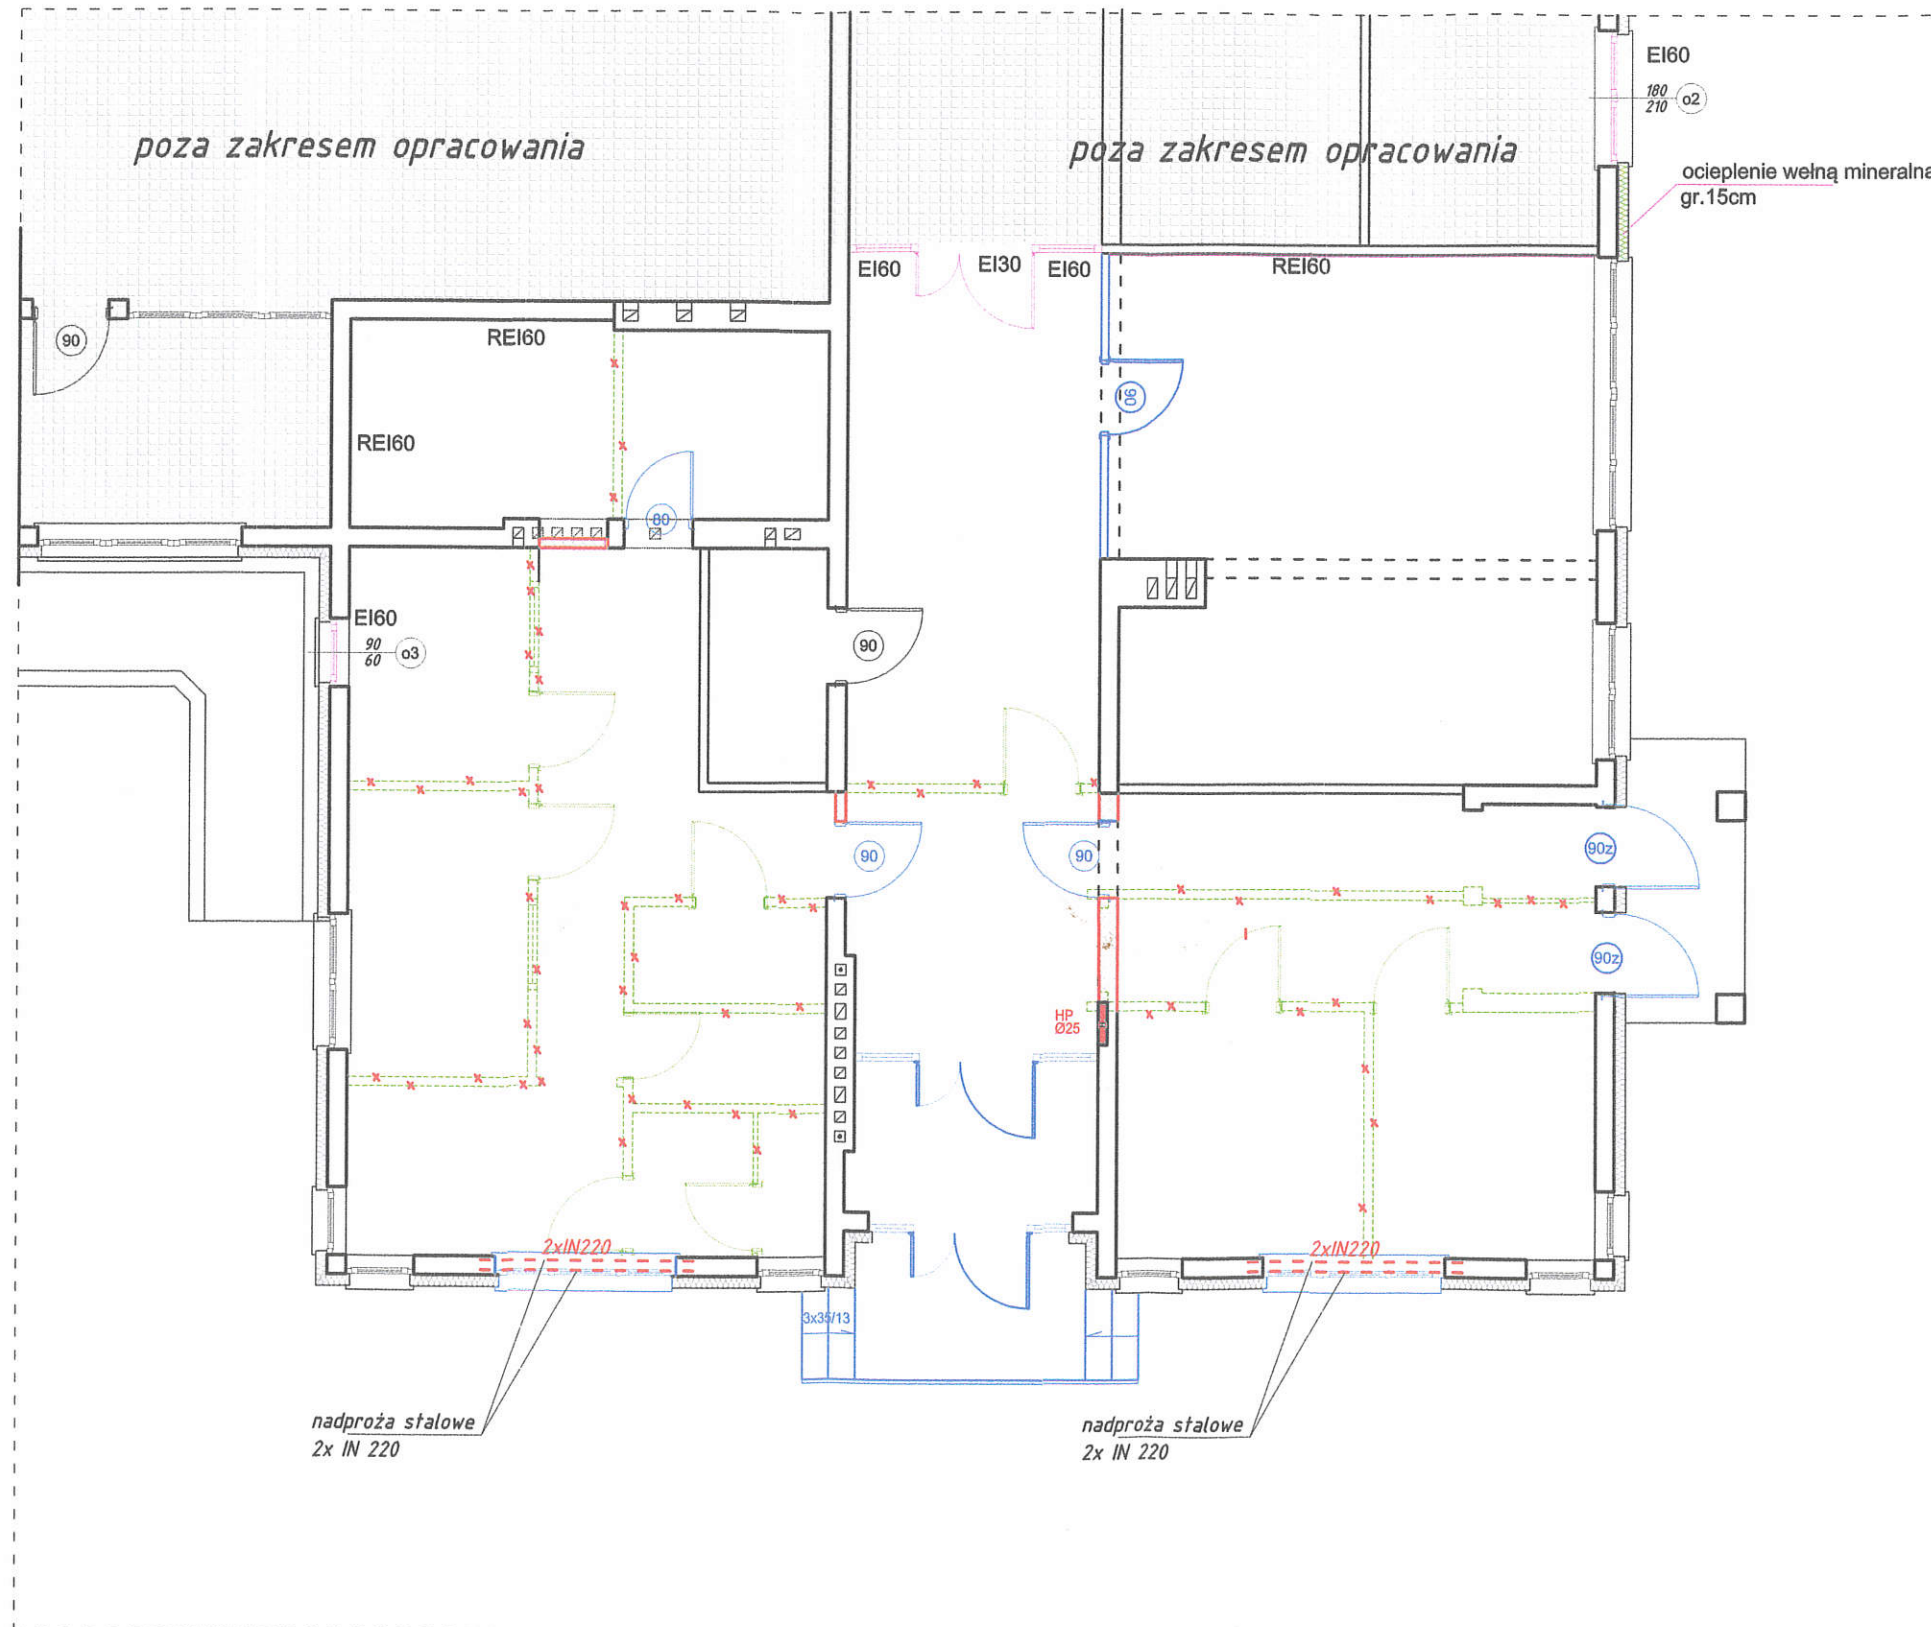 EI60
180
210
o2
poza zakresem opracowania
poza zakresem opracowania
ocieplenie wełną mineralną
gr.15cm
EI60
EI30
EI60
REI60
90
REI60
90
REI60
80
EI60
90
60
o3
90
90
90
90z
90z
HP
Ø25
2xIN220
2xIN220
3x35/13
nadproża stalowe
2x IN 220
nadproża stalowe
2x IN 220